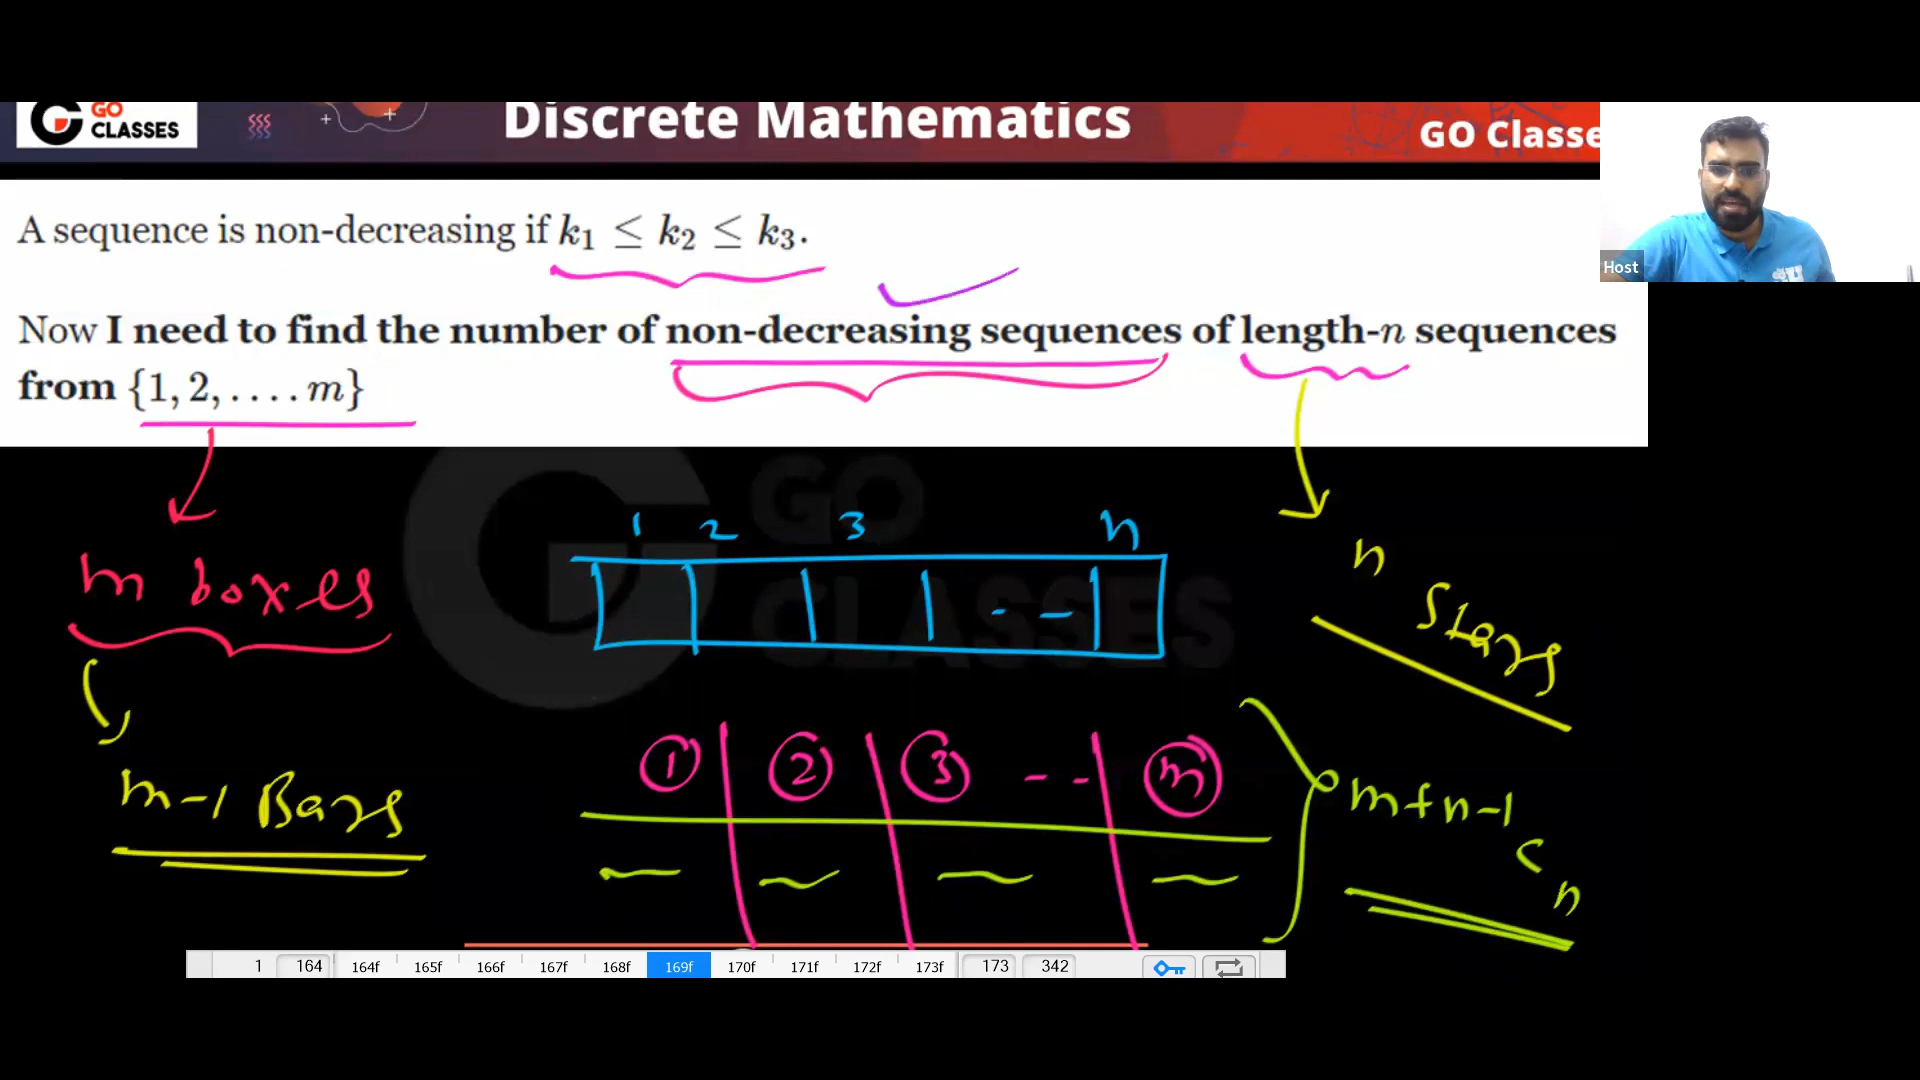 GO
CLASSES
Discrete Mathematics
GO Classe
Host
A sequence is non-decreasing if k₁ ≤ k₂ ≤ k₃.
Now I need to find the number of non-decreasing sequences of length-n sequences
from {1, 2, . . . . m}
GO
CLASSES
1 2 3 n
m boxes
n Stars
1 2 3 - - m
m-1 Bars
m+n-1 C n
1 164 164f 165f 166f 167f 168f 169f 170f 171f 172f 173f 173 342